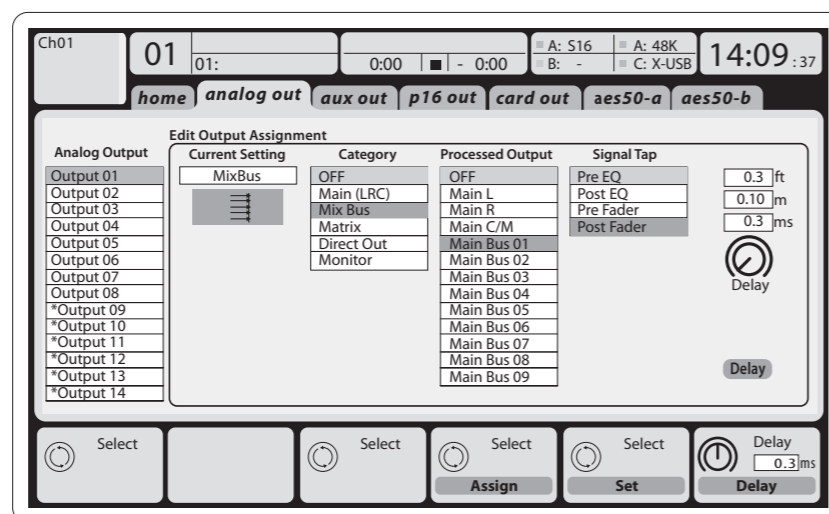 Ch01
01
01:
0:00 - 0:00
A: S16 A: 48K
B: - C: X-USB
14:09 :37
home analog out aux out p16 out card out aes50-a aes50-b
Edit Output Assignment
Analog Output Current Setting Category Processed Output Signal Tap
Output 01
Output 02
Output 03
Output 04
Output 05
Output 06
Output 07
Output 08
*Output 09
*Output 10
*Output 11
*Output 12
*Output 13
*Output 14
MixBus
OFF
Main (LRC)
Mix Bus
Matrix
Direct Out
Monitor
OFF
Main L
Main R
Main C/M
Main Bus 01
Main Bus 02
Main Bus 03
Main Bus 04
Main Bus 05
Main Bus 06
Main Bus 07
Main Bus 08
Main Bus 09
Pre EQ
Post EQ
Pre Fader
Post Fader
0.3 ft
0.10 m
0.3 ms
Delay
Delay
Select
Select
Select
Assign
Select
Set
Delay
0.3 ms
Delay